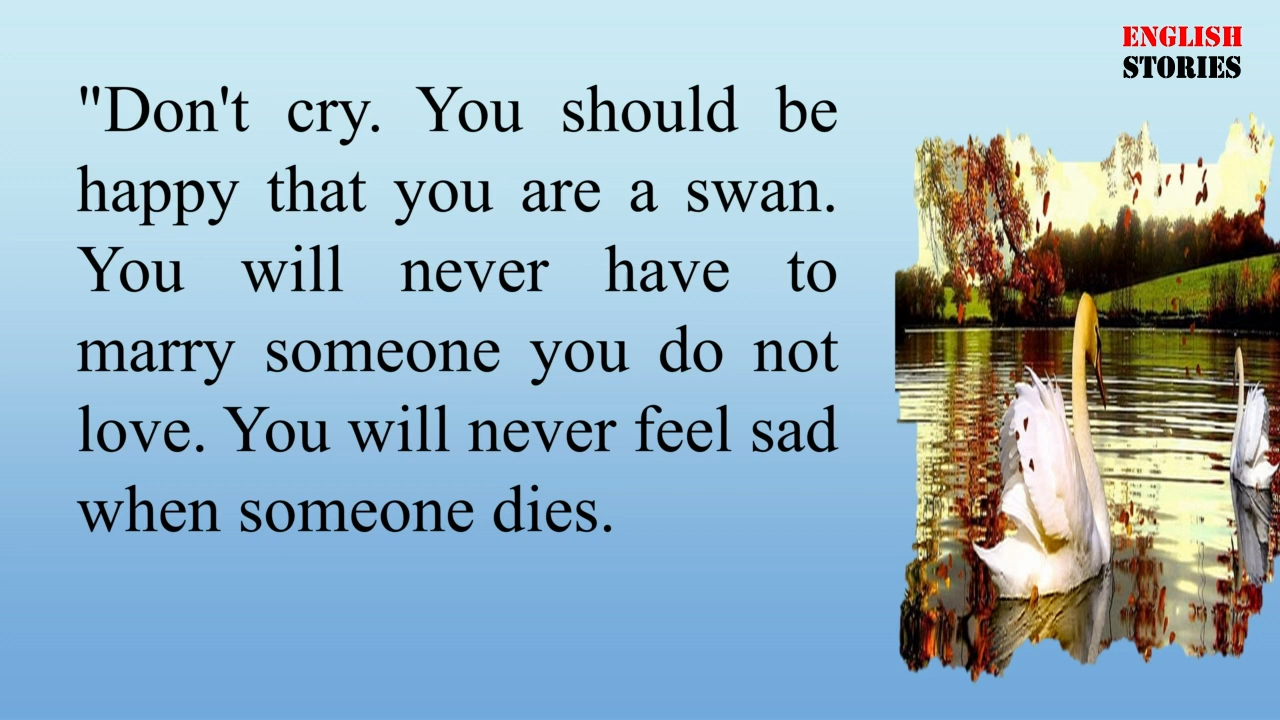 ENGLISH
STORIES
"Don't cry. You should be
happy that you are a swan.
You will never have to
marry someone you do not
love. You will never feel sad
when someone dies.